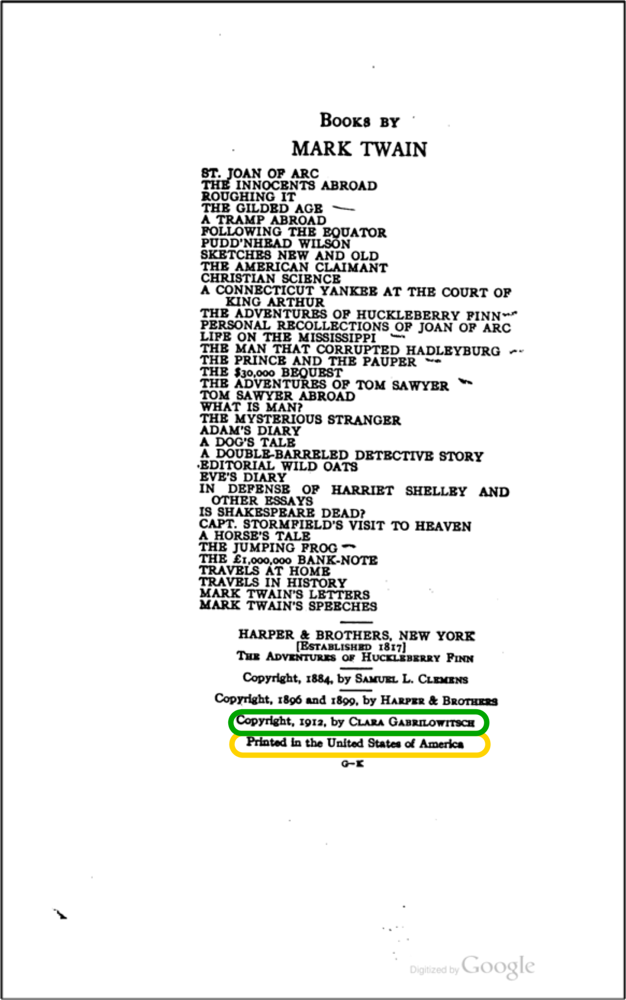 BOOKS BY
MARK TWAIN
ST. JOAN OF ARC
THE INNOCENTS ABROAD
ROUGHING IT
THE GILDED AGE
A TRAMP ABROAD
FOLLOWING THE EQUATOR
PUDD'NHEAD WILSON
SKETCHES NEW AND OLD
THE AMERICAN CLAIMANT
CHRISTIAN SCIENCE
A CONNECTICUT YANKEE AT THE COURT OF
KING ARTHUR
THE ADVENTURES OF HUCKLEBERRY FINN
PERSONAL RECOLLECTIONS OF JOAN OF ARC
LIFE ON THE MISSISSIPPI
THE MAN THAT CORRUPTED HADLEYBURG
THE PRINCE AND THE PAUPER
THE $30,000 BEQUEST
THE ADVENTURES OF TOM SAWYER
TOM SAWYER ABROAD
WHAT IS MAN?
THE MYSTERIOUS STRANGER
ADAM'S DIARY
A DOG'S TALE
A DOUBLE-BARRELED DETECTIVE STORY
EDITORIAL WILD OATS
EVE'S DIARY
IN DEFENSE OF HARRIET SHELLEY AND
OTHER ESSAYS
IS SHAKESPEARE DEAD?
CAPT. STORMFIELD'S VISIT TO HEAVEN
A HORSE'S TALE
THE JUMPING FROG
THE £1,000,000 BANK-NOTE
TRAVELS AT HOME
TRAVELS IN HISTORY
MARK TWAIN'S LETTERS
MARK TWAIN'S SPEECHES
HARPER & BROTHERS, NEW YORK
[ESTABLISHED 1817]
THE ADVENTURES OF HUCKLEBERRY FINN
Copyright, 1884, by SAMUEL L. CLEMENS
Copyright, 1896 and 1899, by HARPER & BROTHERS
Copyright, 1912, by CLARA GABRILOWITSCH
Printed in the United States of America
G-K
Digitized by Google